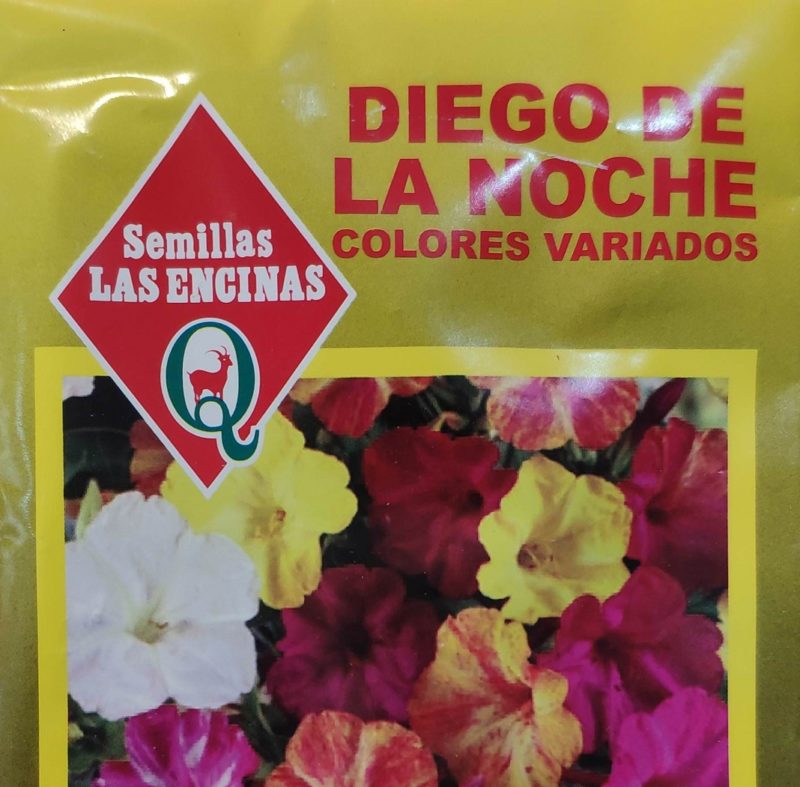 DIEGO DE
LA NOCHE
COLORES VARIADOS
Semillas
LAS ENCINAS
Q